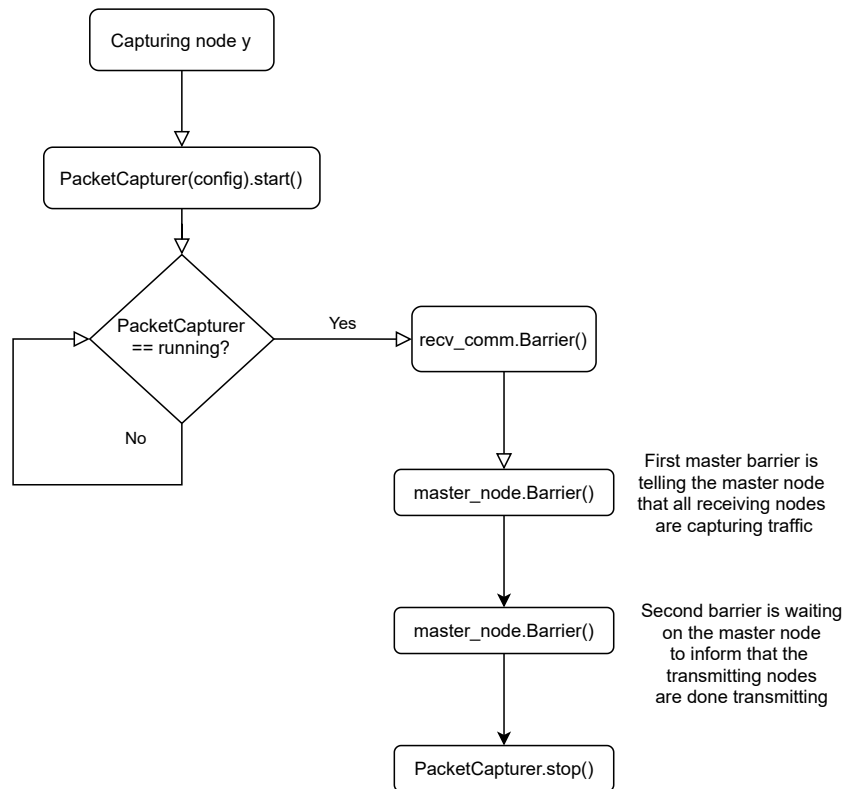 Capturing node y
PacketCapturer(config).start()
PacketCapturer
== running?
Yes
recv_comm.Barrier()
No
master_node.Barrier()
First master barrier is
telling the master node
that all receiving nodes
are capturing traffic
master_node.Barrier()
Second barrier is waiting
on the master node
to inform that the
transmitting nodes
are done transmitting
PacketCapturer.stop()